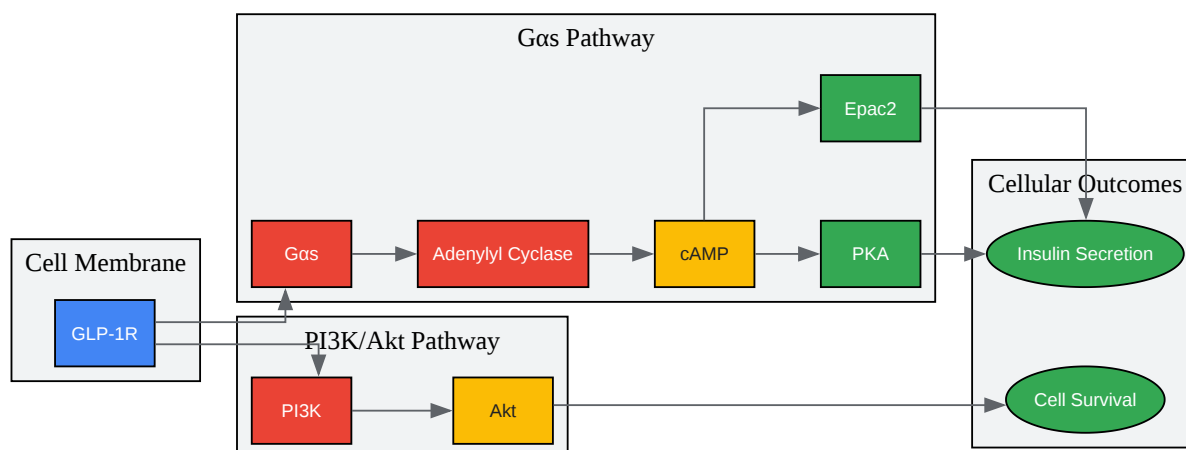 Gαs Pathway
Epac2
Cellular Outcomes
Gαs
Adenylyl Cyclase
cAMP
PKA
Insulin Secretion
Cell Membrane
GLP-1R
PI3K/Akt Pathway
PI3K
Akt
Cell Survival